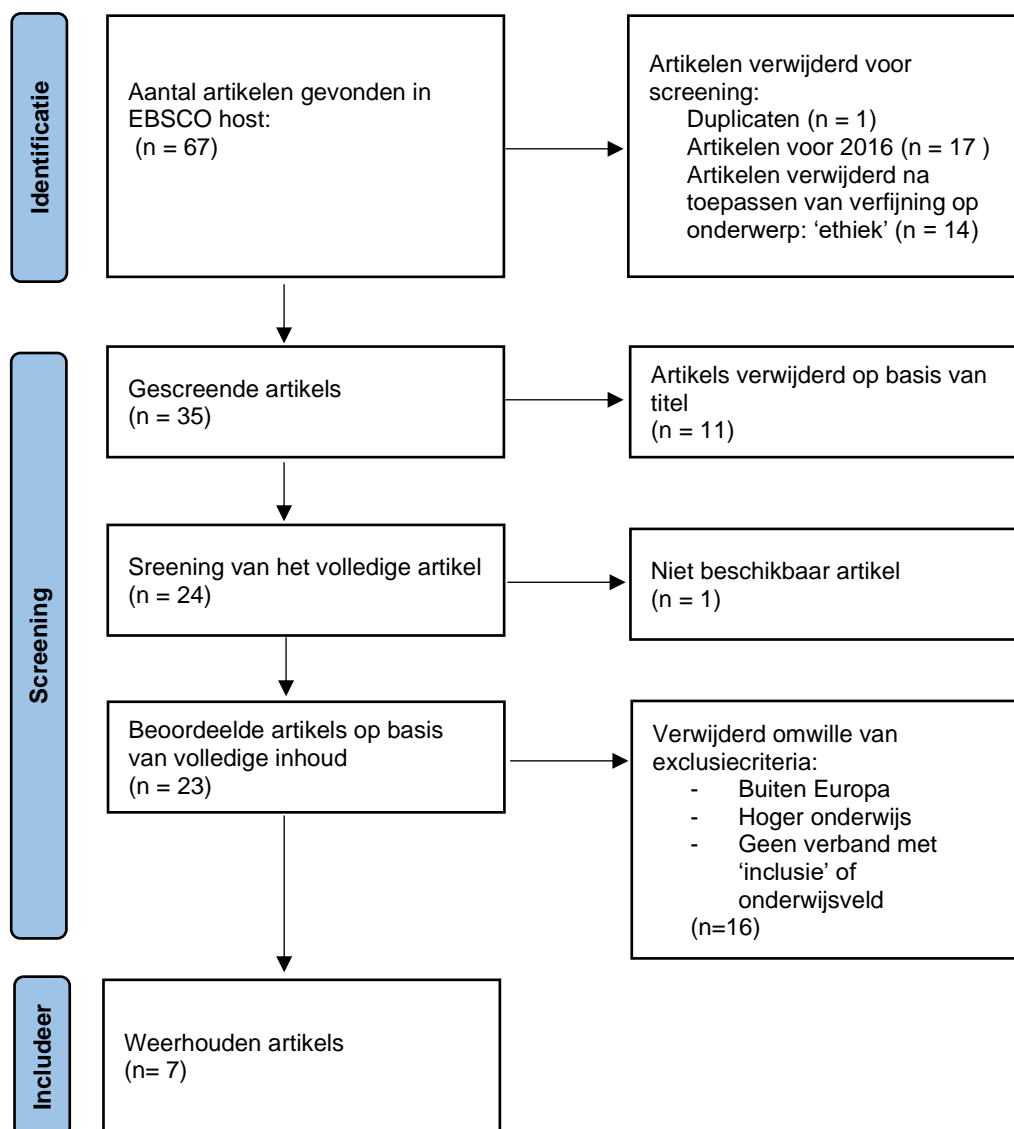 Identificatie
Aantal artikelen gevonden in
EBSCO host:
(n = 67)
Artikelen verwijderd voor
screening:
Duplicaten (n = 1)
Artikelen voor 2016 (n = 17 )
Artikelen verwijderd na
toepassen van verfijning op
onderwerp: ‘ethiek’ (n = 14)
Screening
Gescreende artikels
(n = 35)
Artikels verwijderd op basis van
titel
(n = 11)
Sreening van het volledige artikel
(n = 24)
Niet beschikbaar artikel
(n = 1)
Beoordeelde artikels op basis
van volledige inhoud
(n = 23)
Verwijderd omwille van
exclusiecriteria:
- Buiten Europa
- Hoger onderwijs
- Geen verband met
‘inclusie’ of
onderwijsveld
(n=16)
Includeer
Weerhouden artikels
(n= 7)